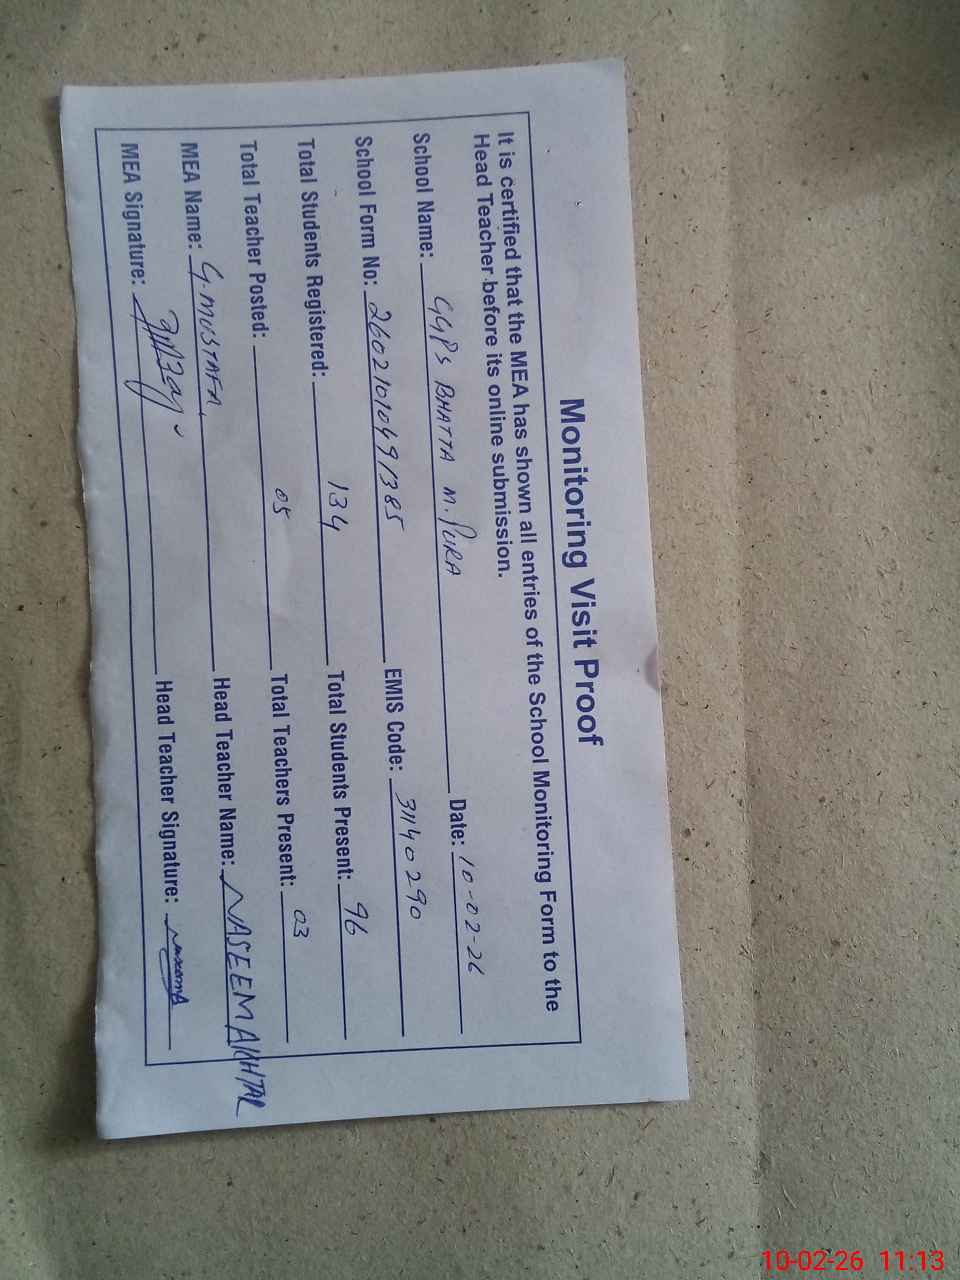 Monitoring Visit Proof
It is certified that the MEA has shown all entries of the School Monitoring Form to the
Head Teacher before its online submission.
School Name: GGPS BHATTA M.PURA Date: 10-02-26
School Form No: 26021010491385 EMIS Code: 31140290
Total Students Registered: 134 Total Students Present: 96
Total Teacher Posted: 05 Total Teachers Present: 03
MEA Name: G.MUSTAFA Head Teacher Name: NASEEM AKHTAR
MEA Signature: Head Teacher Signature:
10-02-26 11:13